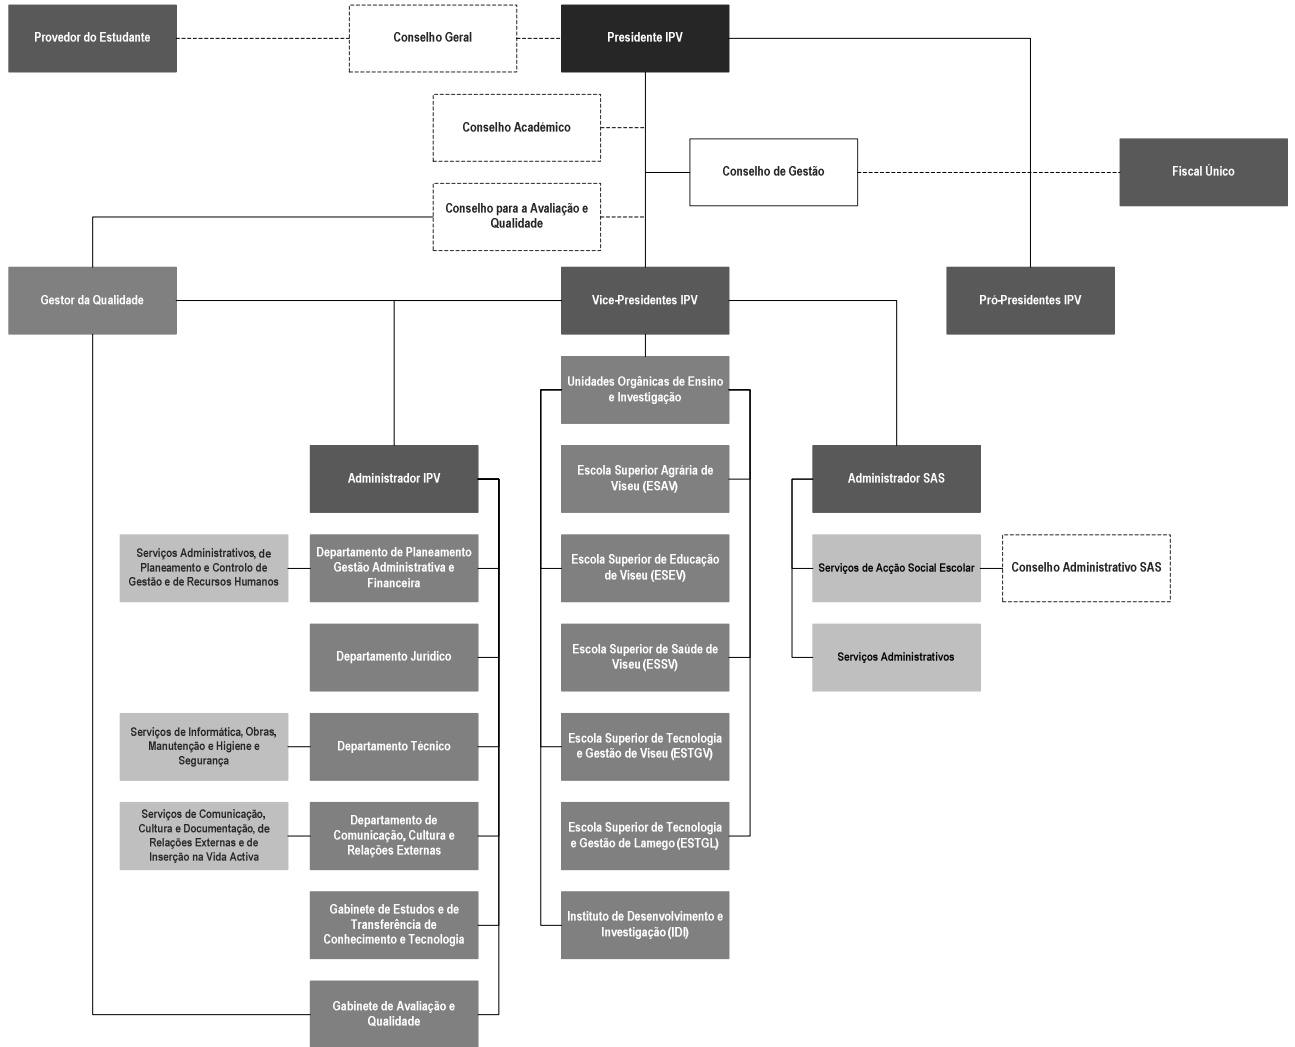 Provedor do Estudante
Conselho Geral
Presidente IPV
Conselho Académico
Conselho de Gestão
Fiscal Único
Conselho para a Avaliação e
Qualidade
Gestor da Qualidade
Vice-Presidentes IPV
Pró-Presidentes IPV
Unidades Orgânicas de Ensino
e Investigação
Administrador IPV
Escola Superior Agrária de
Viseu (ESAV)
Administrador SAS
Serviços Administrativos, de
Planeamento e Controlo de
Gestão e de Recursos Humanos
Departamento de Planeamento
Gestão Administrativa e
Financeira
Escola Superior de Educação
de Viseu (ESEV)
Serviços de Acção Social Escolar
Conselho Administrativo SAS
Departamento Jurídico
Escola Superior de Saúde de
Viseu (ESSV)
Serviços Administrativos
Serviços de Informática, Obras,
Manutenção e Higiene e
Segurança
Departamento Técnico
Escola Superior de Tecnologia
e Gestão de Viseu (ESTGV)
Serviços de Comunicação,
Cultura e Documentação, de
Relações Externas e de
Inserção na Vida Activa
Departamento de
Comunicação, Cultura e
Relações Externas
Escola Superior de Tecnologia
e Gestão de Lamego (ESTGL)
Gabinete de Estudos e de
Transferência de
Conhecimento e Tecnologia
Instituto de Desenvolvimento e
Investigação (IDI)
Gabinete de Avaliação e
Qualidade